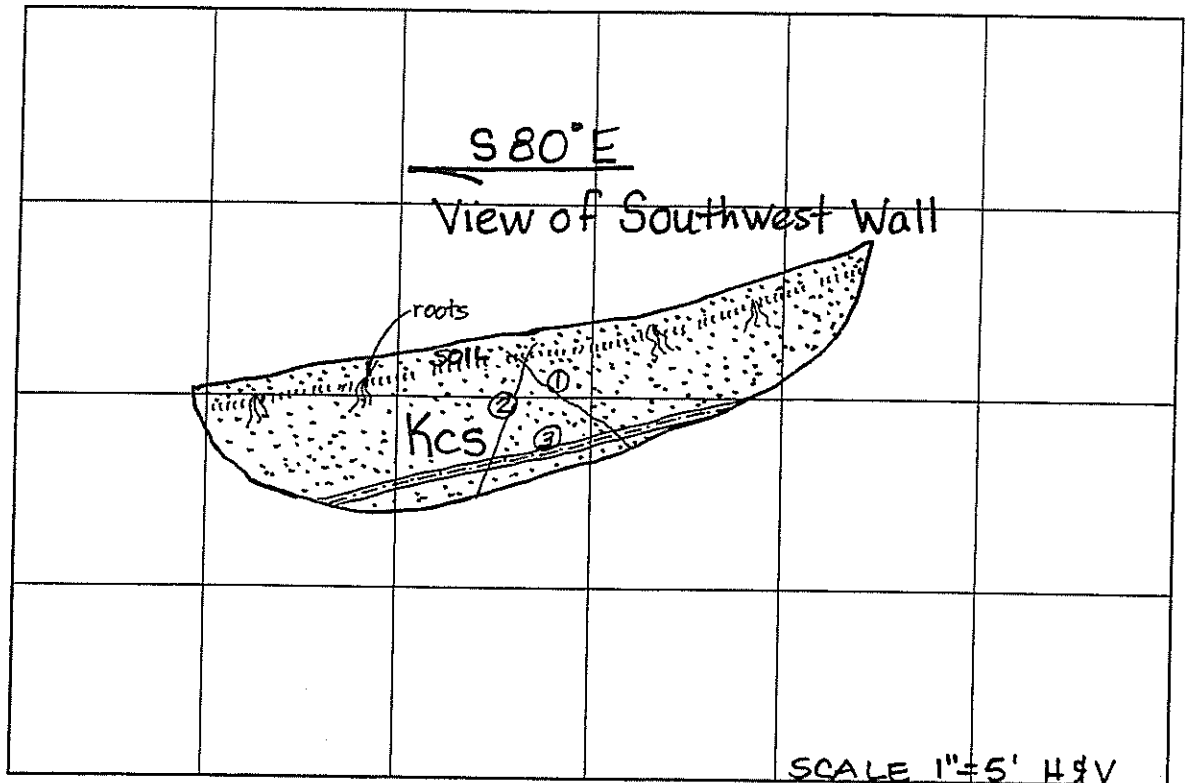 S 80° E
View of Southwest Wall
roots
soil
①
②
Kcs
③
SCALE 1"=5' H & V